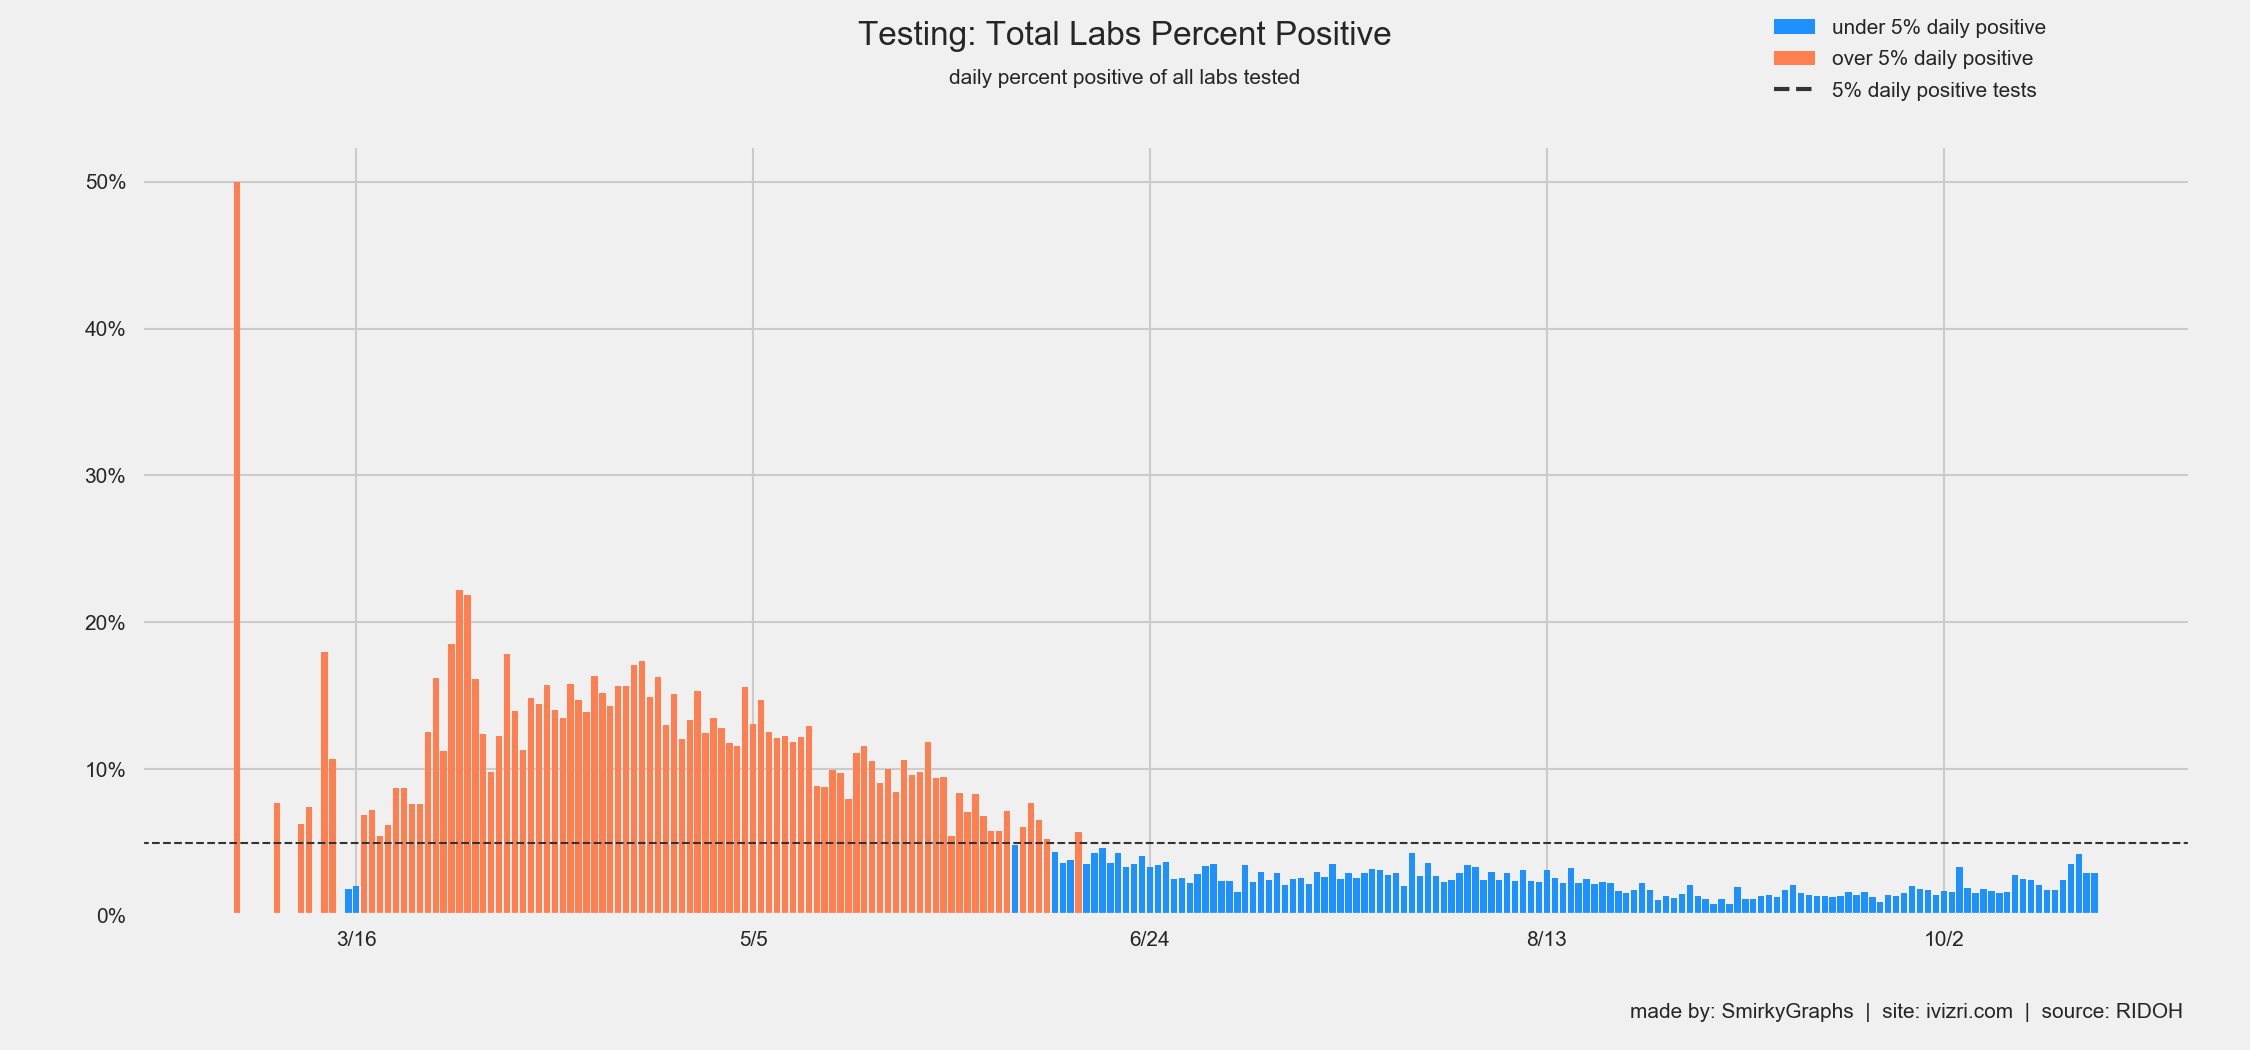 Testing: Total Labs Percent Positive
daily percent positive of all labs tested
under 5% daily positive
over 5% daily positive
5% daily positive tests
50%
40%
30%
20%
10%
0%
3/16 5/5 6/24 8/13 10/2
made by: SmirkyGraphs | site: ivizri.com | source: RIDOH